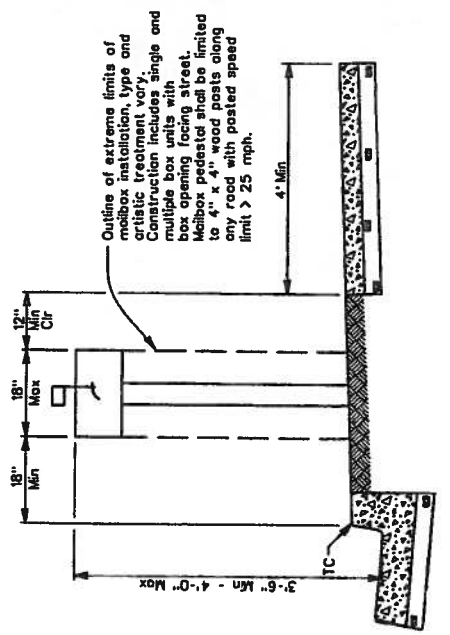 Outline of extreme limits of
mailbox installation, type and
artistic treatment vary.
Construction includes single and
multiple box units with
box opening facing street.
Mailbox pedestal shall be limited
to 4" x 4" wood posts along
any road with posted speed
limit > 25 mph.
18"
Min
18"
Max
12"
Min
Clr
4' Min
3'-6" Min - 4'-0" Max
TC